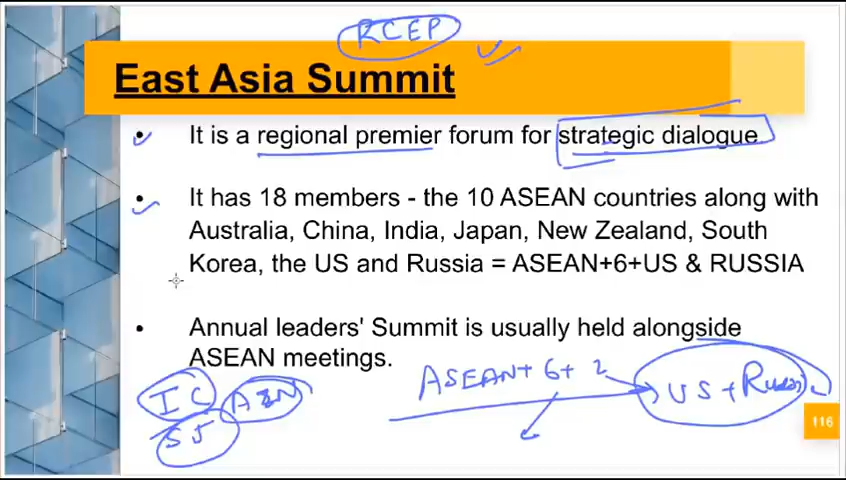 RCEP
East Asia Summit
• It is a regional premier forum for strategic dialogue
• It has 18 members - the 10 ASEAN countries along with
Australia, China, India, Japan, New Zealand, South
Korea, the US and Russia = ASEAN+6+US & RUSSIA
• Annual leaders' Summit is usually held alongside
ASEAN meetings.
ASEAN+ 6+ 2
US + Russia
IC
SJ
116